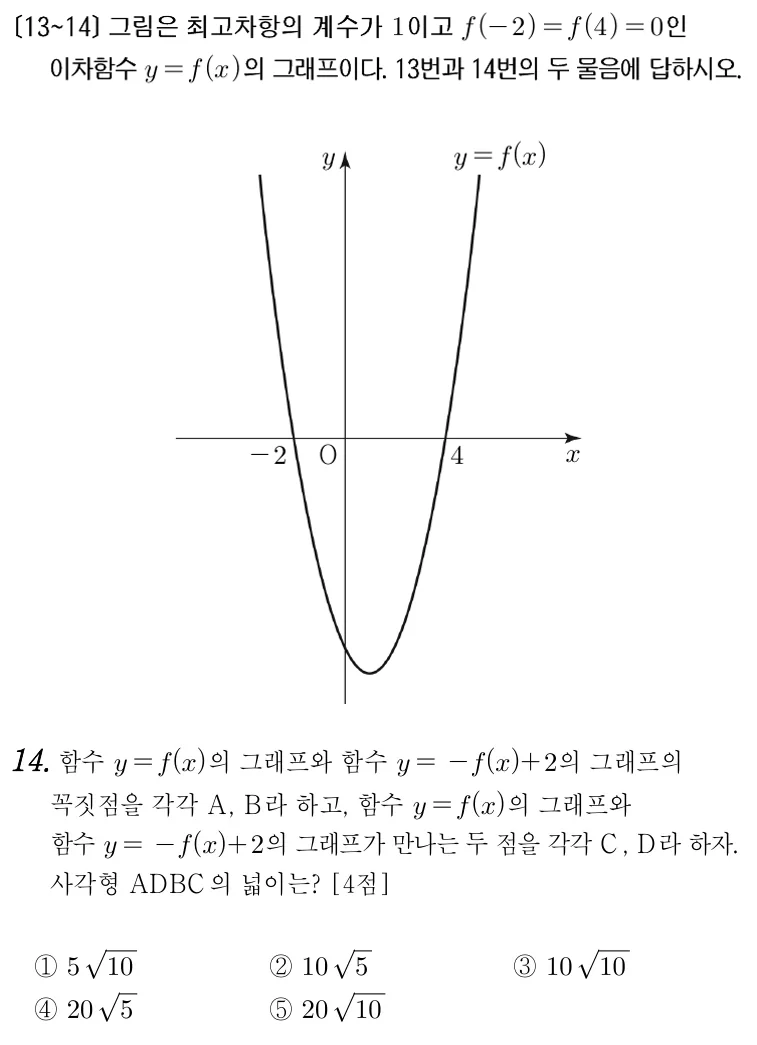 [13~14] 그림은 최고차항의 계수가 1이고 f(-2)=f(4)=0인
이차함수 y=f(x)의 그래프이다. 13번과 14번의 두 물음에 답하시오.
y
y=f(x)
-2
O
4
x
14. 함수 y=f(x)의 그래프와 함수 y= -f(x)+2의 그래프의
꼭짓점을 각각 A, B라 하고, 함수 y=f(x)의 그래프와
함수 y= -f(x)+2의 그래프가 만나는 두 점을 각각 C, D라 하자.
사각형 ADBC의 넓이는? [4점]
① 5√10 ② 10√5 ③ 10√10
④ 20√5 ⑤ 20√10